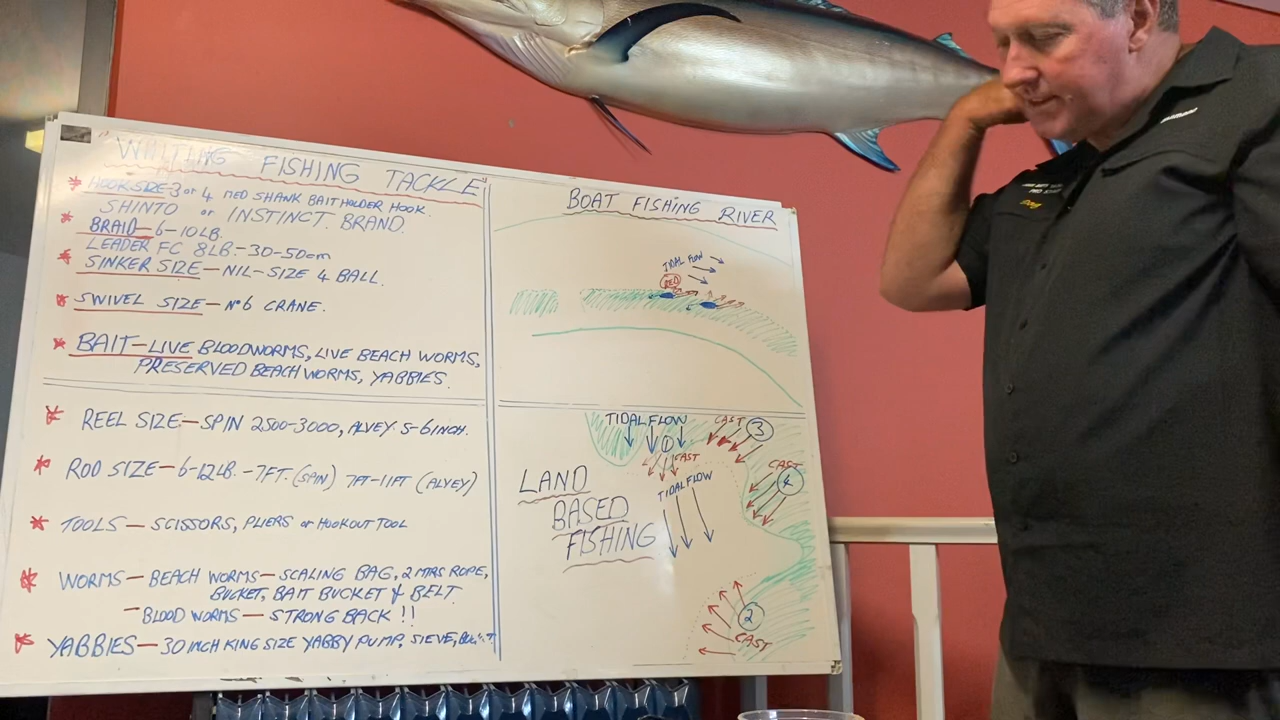 "WHITING FISHING TACKLE"
* HOOK SIZE-3 or 4 MED SHANK BAITHOLDER HOOK.
SHINTO or INSTINCT BRAND.
* BRAID-6-10LB.
LEADER FC 8LB-30-50cm
* SINKER SIZE-NIL-SIZE 4 BALL.
* SWIVEL SIZE-Nº6 CRANE.
* BAIT-LIVE BLOODWORMS, LIVE BEACH WORMS,
PRESERVED BEACH WORMS, YABBIES.
* REEL SIZE-SPIN 2500-3000, ALVEY 5-6INCH.
* ROD SIZE-6-12LB.-7FT.(SPIN) 7FT-11FT (ALVEY)
* TOOLS-SCISSORS, PLIERS or HOOKOUT TOOL
* WORMS-BEACH WORMS-SCALING BAG, 2 MTRS ROPE,
BUCKET, BAIT BUCKET & BELT.
-BLOOD WORMS-STRONG BACK !!
* YABBIES-30 INCH KING SIZE YABBY PUMP, SIEVE,
BOAT FISHING RIVER
TIDAL FLOW
BED
TIDAL FLOW
1
CAST
CAST
3
CAST
4
TIDAL FLOW
LAND
BASED
FISHING
2
CAST